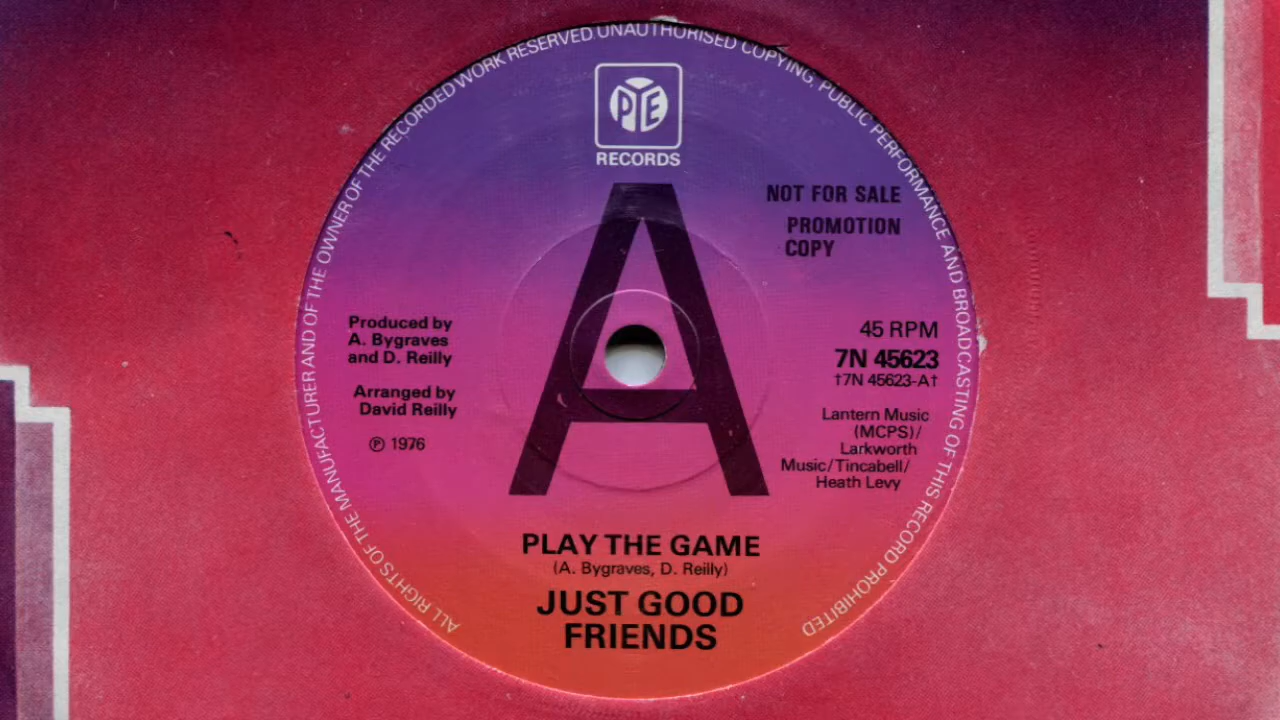 ALL RIGHTS OF THE MANUFACTURER AND OF THE OWNER OF THE RECORDED WORK RESERVED UNAUTHORISED COPYING, PUBLIC PERFORMANCE AND BROADCASTING OF THIS RECORD PROHIBITED
PYE
RECORDS
A
NOT FOR SALE
PROMOTION
COPY
Produced by
A. Bygraves
and D. Reilly
Arranged by
David Reilly
℗ 1976
45 RPM
7N 45623
†7N 45623-A†
Lantern Music
(MCPS)/
Larkworth
Music/Tincabell/
Heath Levy
PLAY THE GAME
(A. Bygraves, D. Reilly)
JUST GOOD
FRIENDS